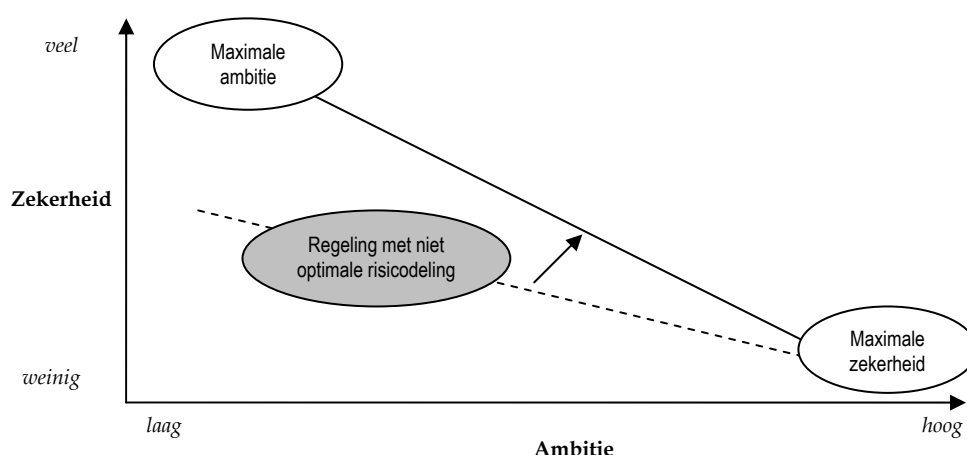 veel
Maximale
ambitie
Zekerheid
Regeling met niet
optimale risicodeling
Maximale
zekerheid
weinig
laag
hoog
Ambitie